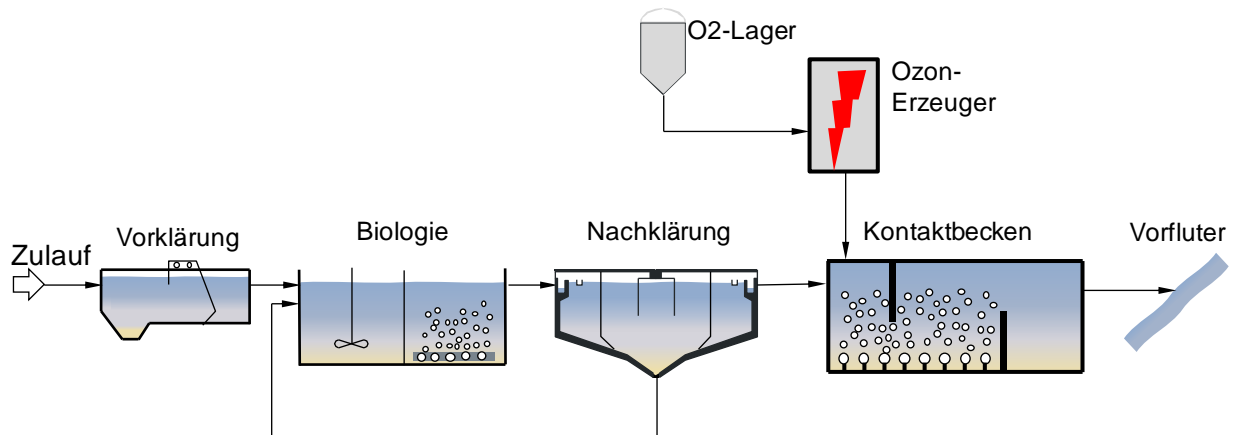 O2-Lager
Ozon-
Erzeuger
Zulauf
Vorklärung
Biologie
Nachklärung
Kontaktbecken
Vorfluter